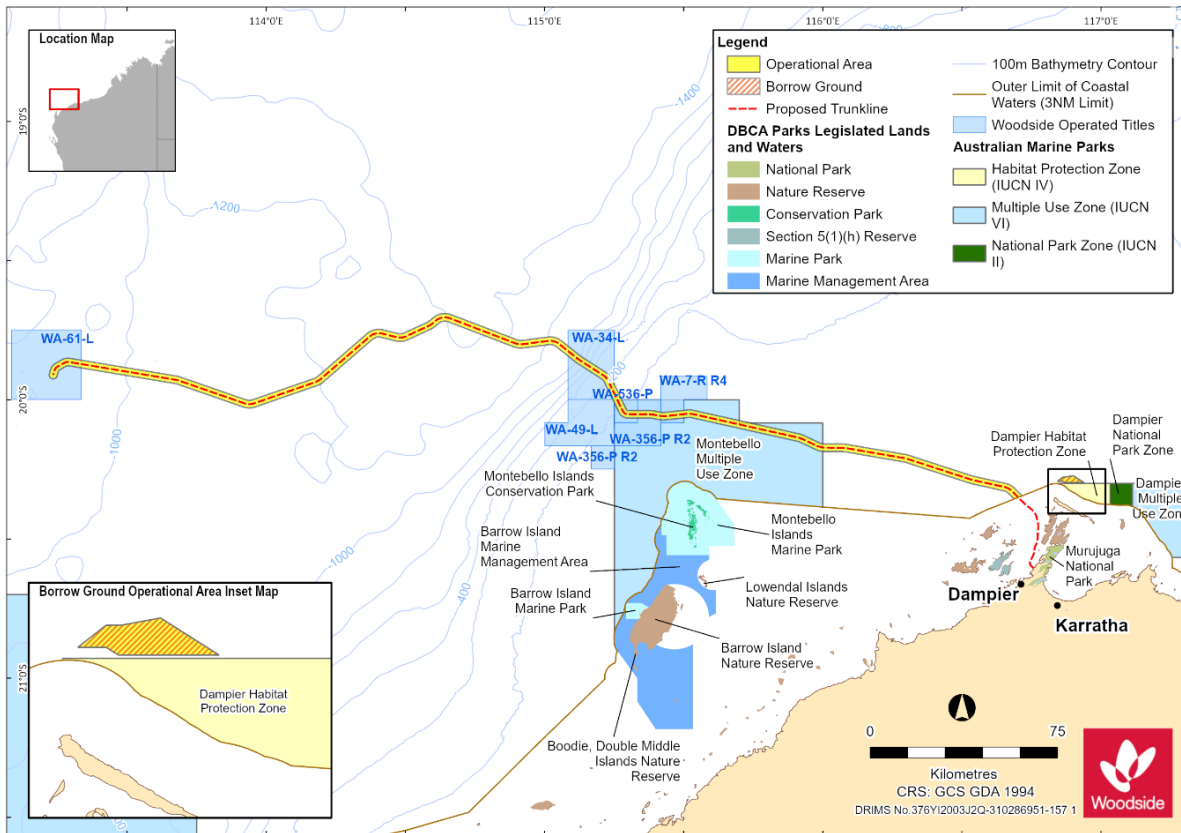 114°0'E
115°0'E
116°0'E
117°0'E
Location Map
19°S
20°0'S
21°0'S
Legend
Operational Area
Borrow Ground
Proposed Trunkline
DBCA Parks Legislated Lands
and Waters
National Park
Nature Reserve
Conservation Park
Section 5(1)(h) Reserve
Marine Park
Marine Management Area
100m Bathymetry Contour
Outer Limit of Coastal
Waters (3NM Limit)
Woodside Operated Titles
Australian Marine Parks
Habitat Protection Zone
(IUCN IV)
Multiple Use Zone (IUCN
VI)
National Park Zone (IUCN
II)
-1400
-1200
-200
-1000
-1000
-1000
WA-61-L
WA-34-L
WA-7-R R4
WA-536-P
WA-49-L
WA-356-P R2
WA-356-P R2
Montebello
Multiple
Use Zone
Montebello Islands
Conservation Park
Barrow Island
Marine
Management Area
Barrow Island
Marine Park
Montebello
Islands
Marine Park
Lowendal Islands
Nature Reserve
Barrow Island
Nature Reserve
Boodie, Double Middle
Islands Nature
Reserve
Dampier Habitat
Protection Zone
Dampier
National
Park Zone
Dampier
Multiple
Use Zone
Murujuga
National
Park
Dampier
Karratha
Borrow Ground Operational Area Inset Map
Dampier Habitat
Protection Zone
0
75
Kilometres
CRS: GCS GDA 1994
DRIMS No.376YI2003J2Q-310286951-157 1
Woodside